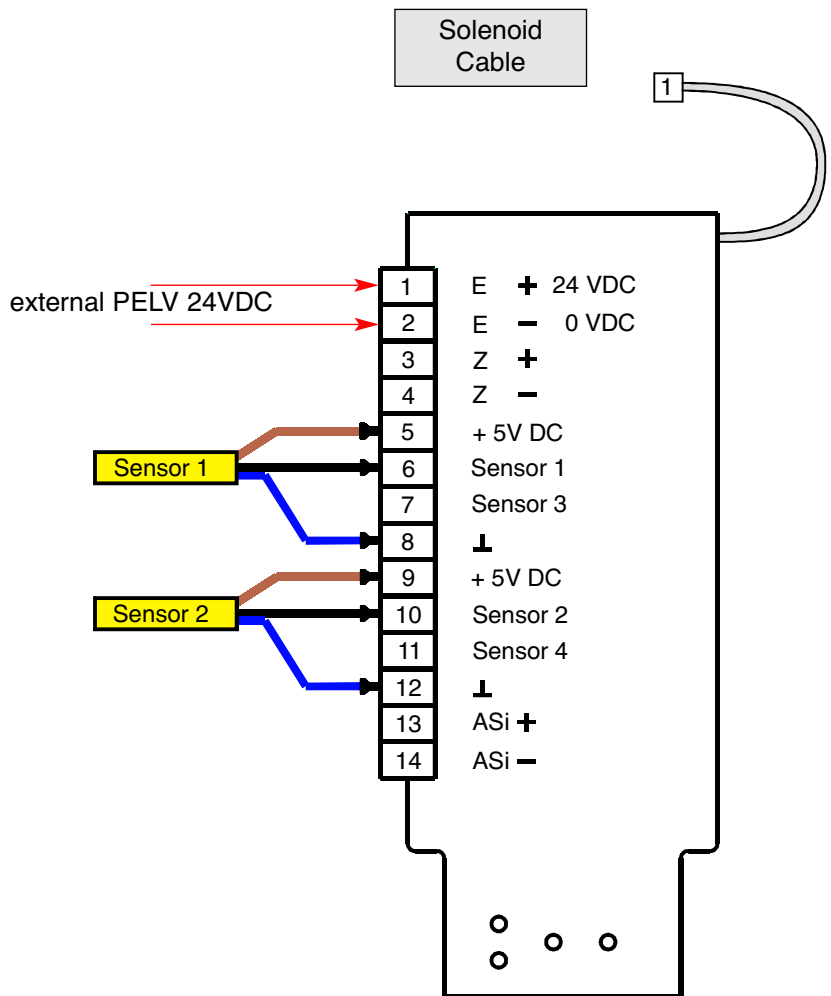 Solenoid
Cable
1
external PELV 24VDC
1 E + 24 VDC
2 E − 0 VDC
3 Z +
4 Z −
5 + 5V DC
Sensor 1
6 Sensor 1
7 Sensor 3
8 ⊥
9 + 5V DC
Sensor 2
10 Sensor 2
11 Sensor 4
12 ⊥
13 ASi +
14 ASi −